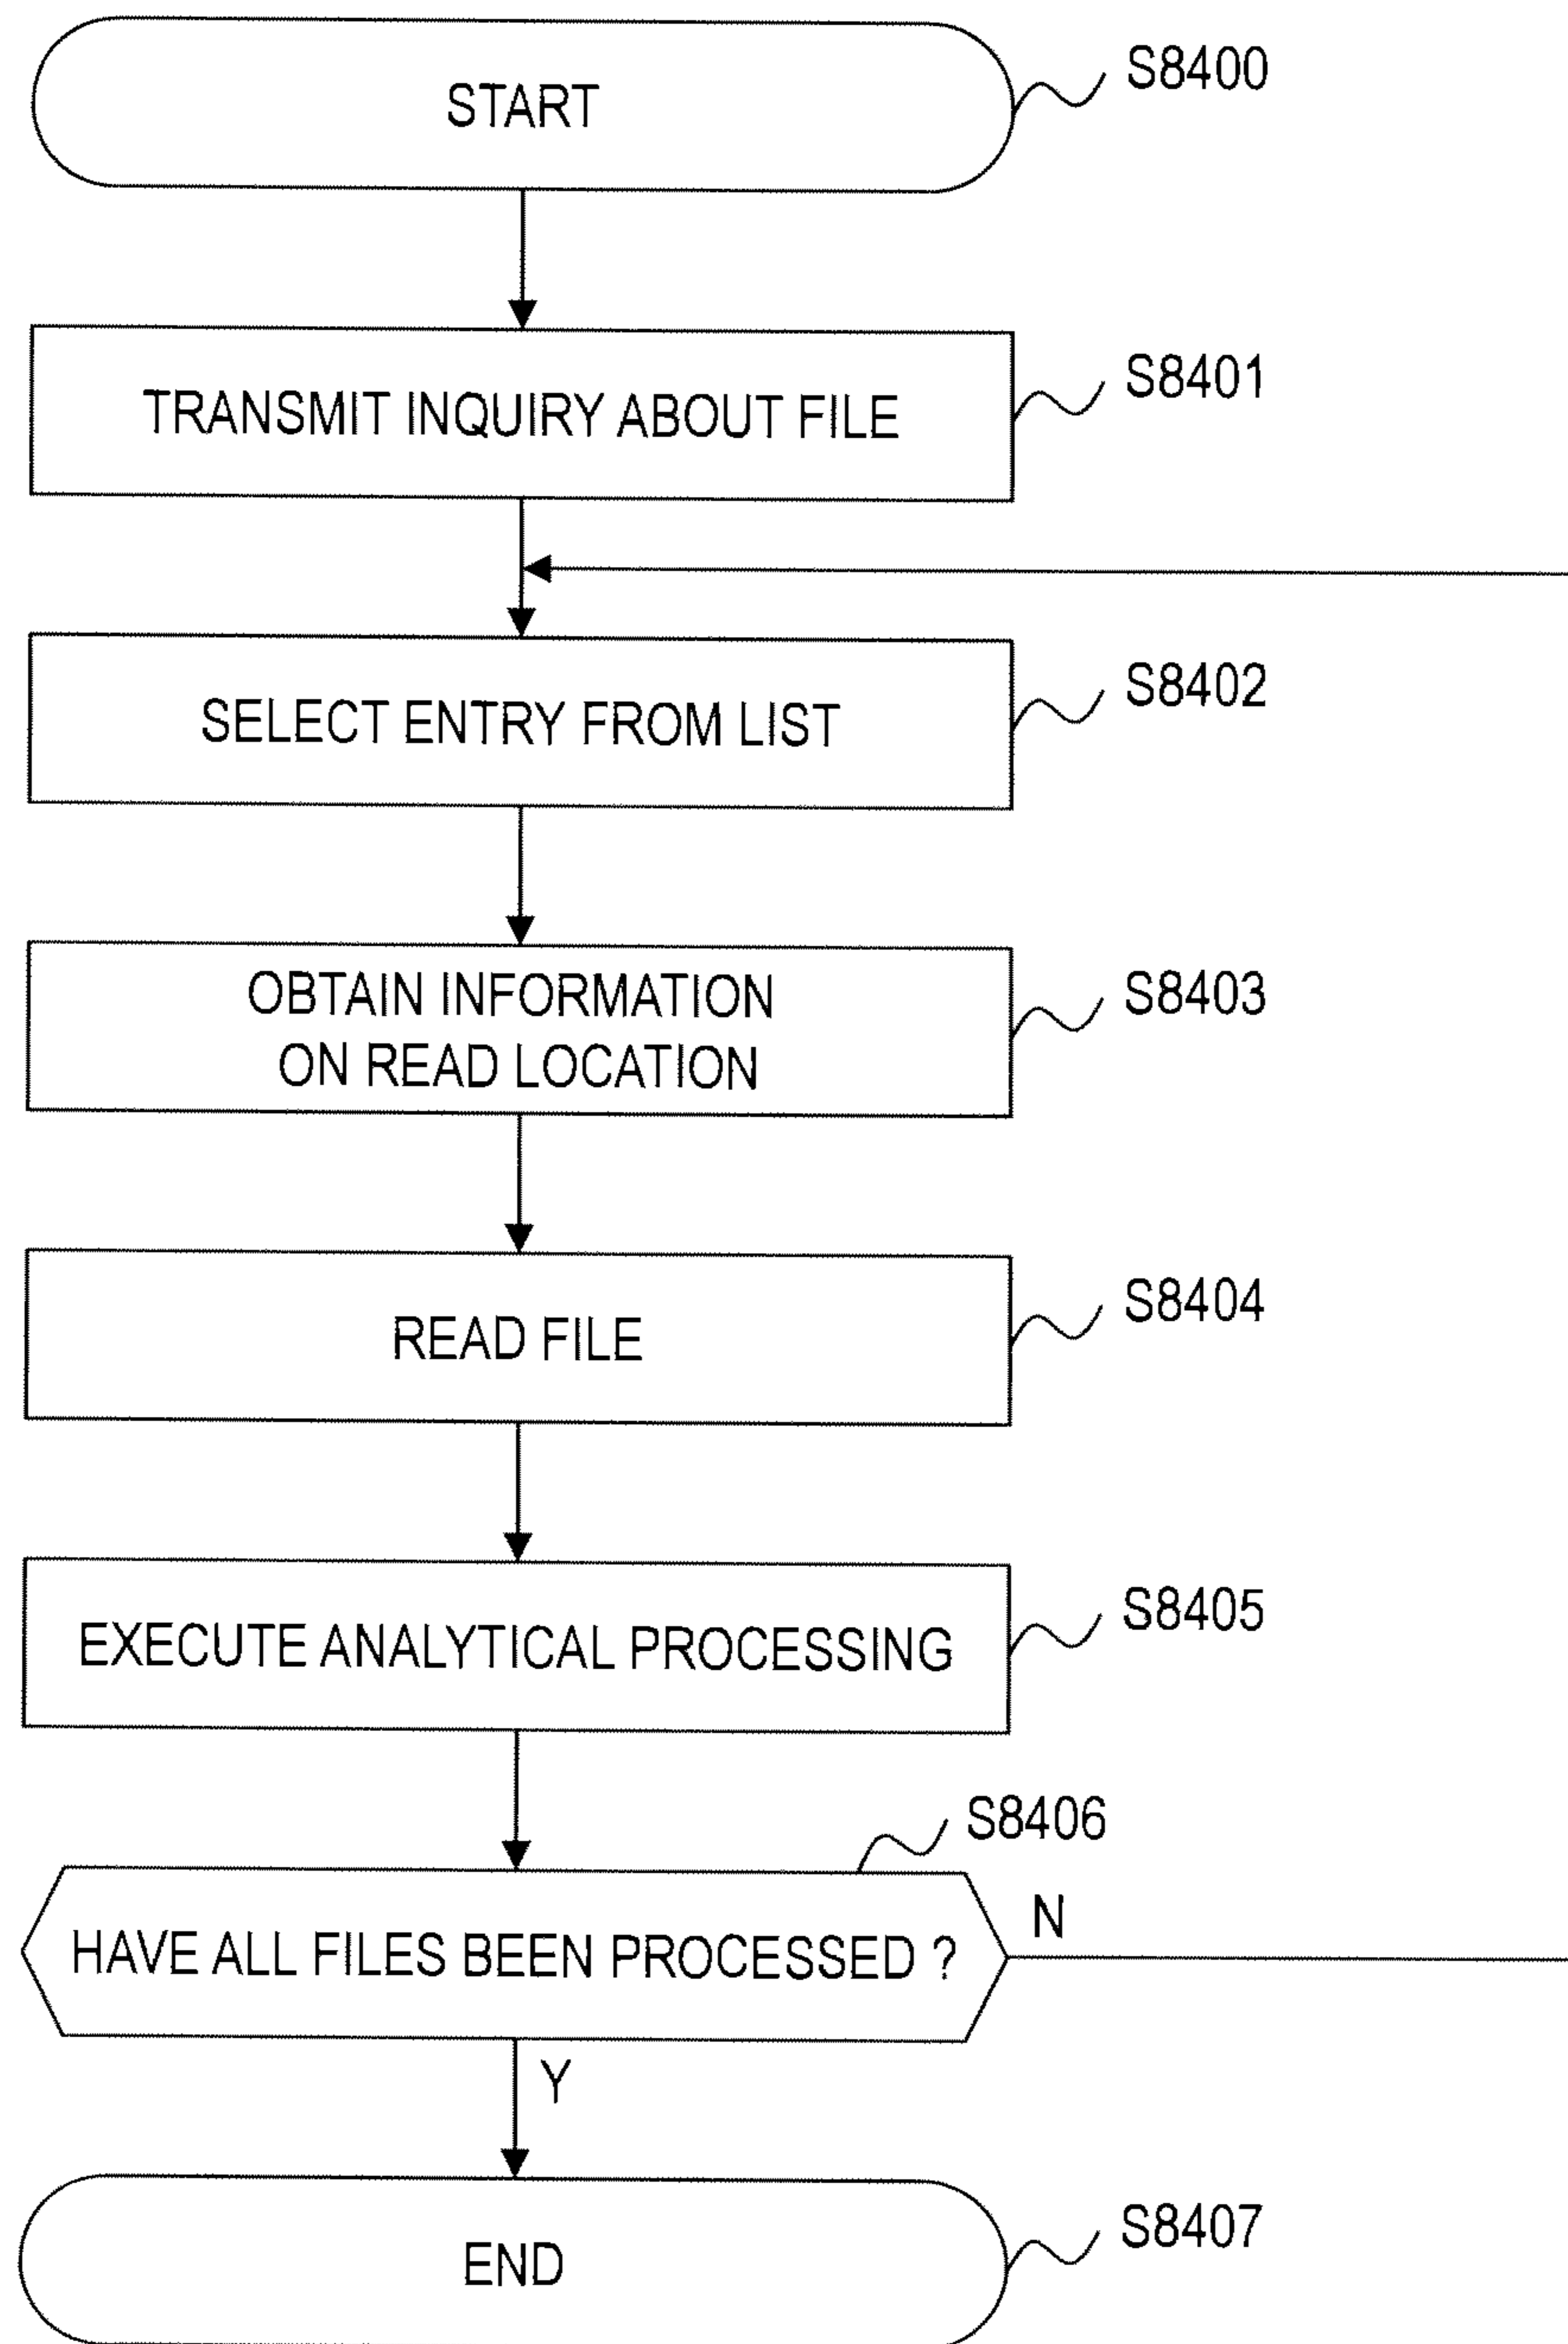 START
S8400
TRANSMIT INQUIRY ABOUT FILE
S8401
SELECT ENTRY FROM LIST
S8402
OBTAIN INFORMATION
ON READ LOCATION
S8403
READ FILE
S8404
EXECUTE ANALYTICAL PROCESSING
S8405
S8406
HAVE ALL FILES BEEN PROCESSED ?
N
Y
END
S8407